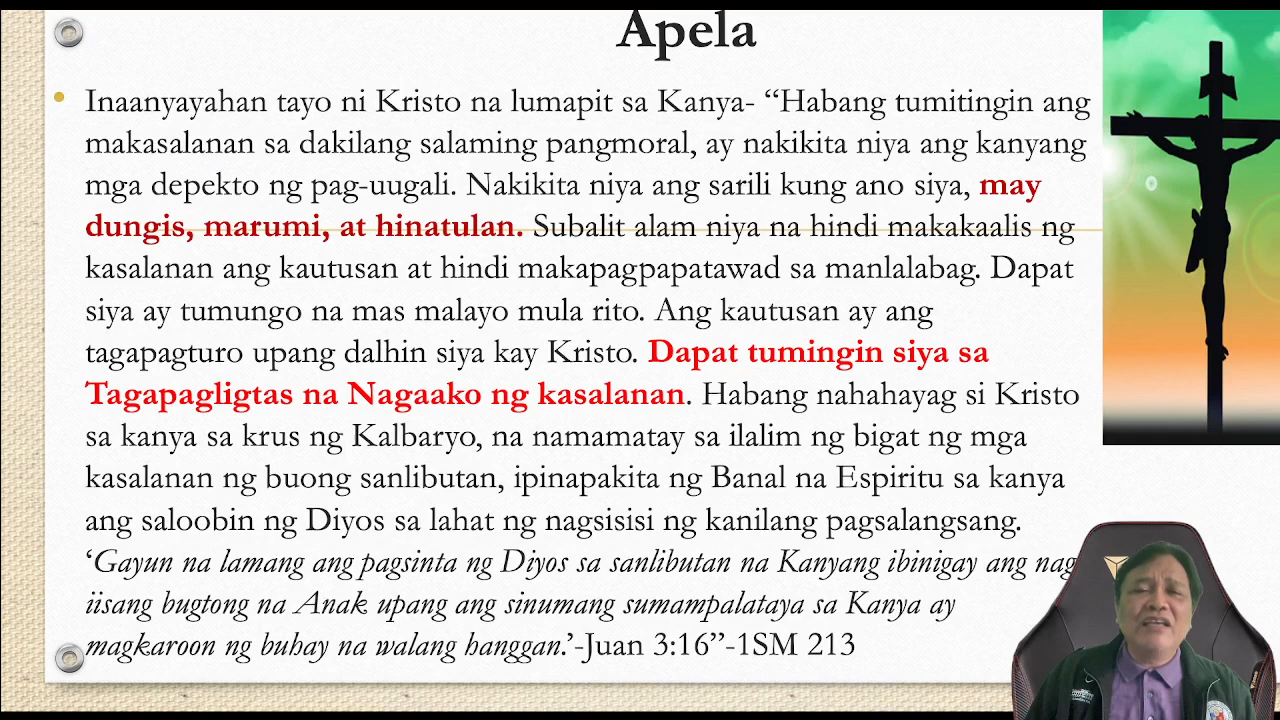 Apela
• Inaanyayahan tayo ni Kristo na lumapit sa Kanya- “Habang tumitingin ang
makasalanan sa dakilang salaming pangmoral, ay nakikita niya ang kanyang
mga depekto ng pag-uugali. Nakikita niya ang sarili kung ano siya, may
dungis, marumi, at hinatulan. Subalit alam niya na hindi makakaalis ng
kasalanan ang kautusan at hindi makapagpapatawad sa manlalabag. Dapat
siya ay tumungo na mas malayo mula rito. Ang kautusan ay ang
tagapagturo upang dalhin siya kay Kristo. Dapat tumingin siya sa
Tagapagligtas na Nagaako ng kasalanan. Habang nahahayag si Kristo
sa kanya sa krus ng Kalbaryo, na namamatay sa ilalim ng bigat ng mga
kasalanan ng buong sanlibutan, ipinapakita ng Banal na Espiritu sa kanya
ang saloobin ng Diyos sa lahat ng nagsisisi ng kanilang pagsalangsang.
‘Gayun na lamang ang pagsinta ng Diyos sa sanlibutan na Kanyang ibinigay ang nag
iisang bugtong na Anak upang ang sinumang sumampalataya sa Kanya ay
magkaroon ng buhay na walang hanggan.’-Juan 3:16”-1SM 213